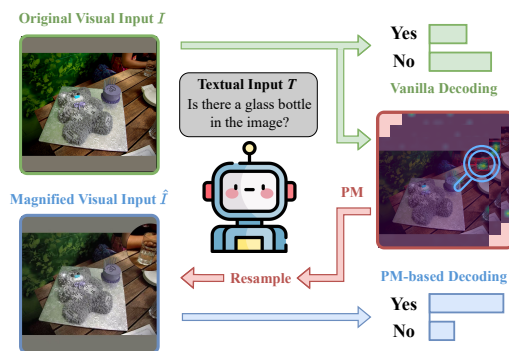 Original Visual Input I
Yes
No
Vanilla Decoding
Textual Input T
Is there a glass bottle
in the image?
Magnified Visual Input Î
PM
Resample
PM-based Decoding
Yes
No